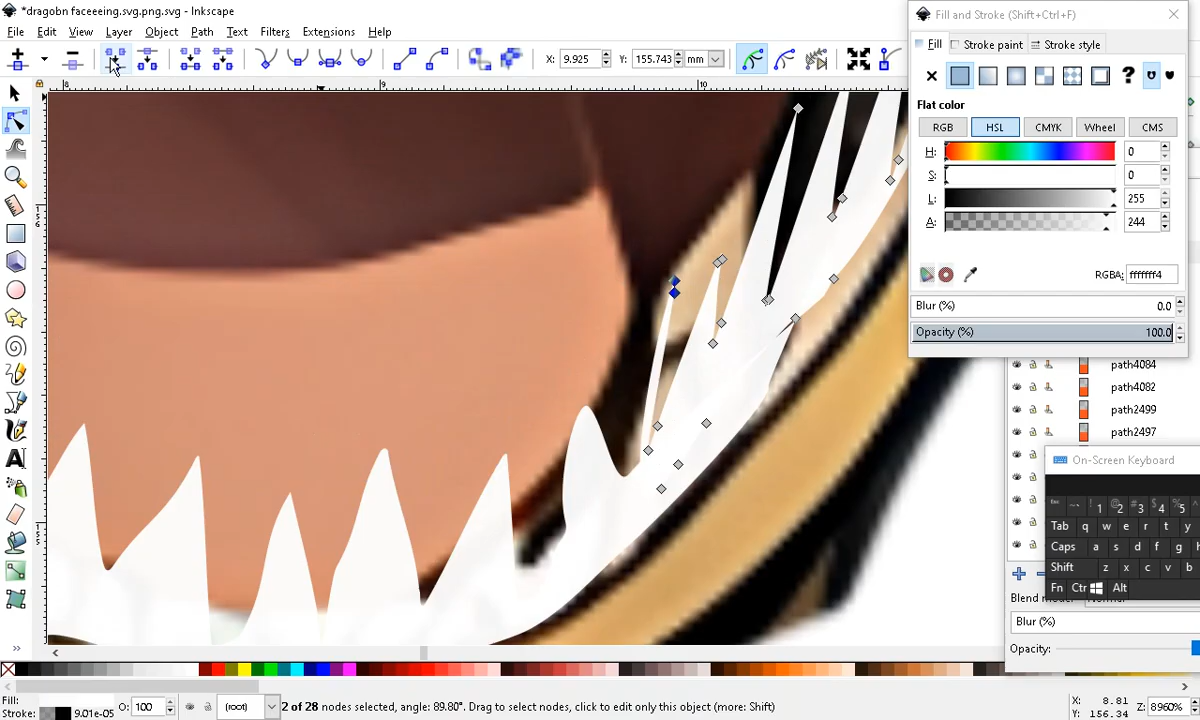 *dragobn faceeeing.svg.png.svg - Inkscape
File Edit View Layer Object Path Text Filters Extensions Help
X: 9.925 Y: 155.743 mm
8 9 10
Fill and Stroke (Shift+Ctrl+F)
Fill Stroke paint Stroke style
?
Flat color
RGB HSL CMYK Wheel CMS
H: 0
S: 0
L: 255
A: 244
RGBA: fffffff4
Blur (%) 0.0
Opacity (%) 100.0
path4084
path4082
path2499
path2497
On-Screen Keyboard
Tab q w e r t y
Caps a s d f g h
Shift z x c v b
Fn Ctr Alt
Blur (%)
Opacity:
Fill:
Stroke: 9.01e-05
O: 100 (root) 2 of 28 nodes selected, angle: 89.80°. Drag to select nodes, click to edit only this object (more: Shift)
X: 8.81
Y: 156.34
Z: 8960%